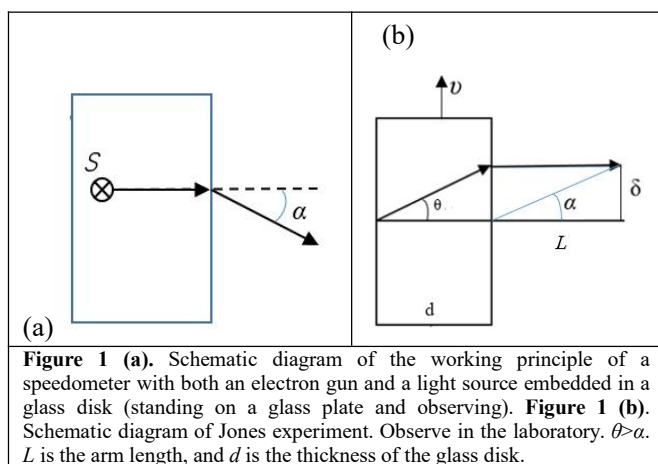 (b)
υ
S
α
θ
α
δ
L
d
(a)
Figure 1 (a). Schematic diagram of the working principle of a
speedometer with both an electron gun and a light source embedded in a
glass disk (standing on a glass plate and observing). Figure 1 (b).
Schematic diagram of Jones experiment. Observe in the laboratory. θ>α.
L is the arm length, and d is the thickness of the glass disk.